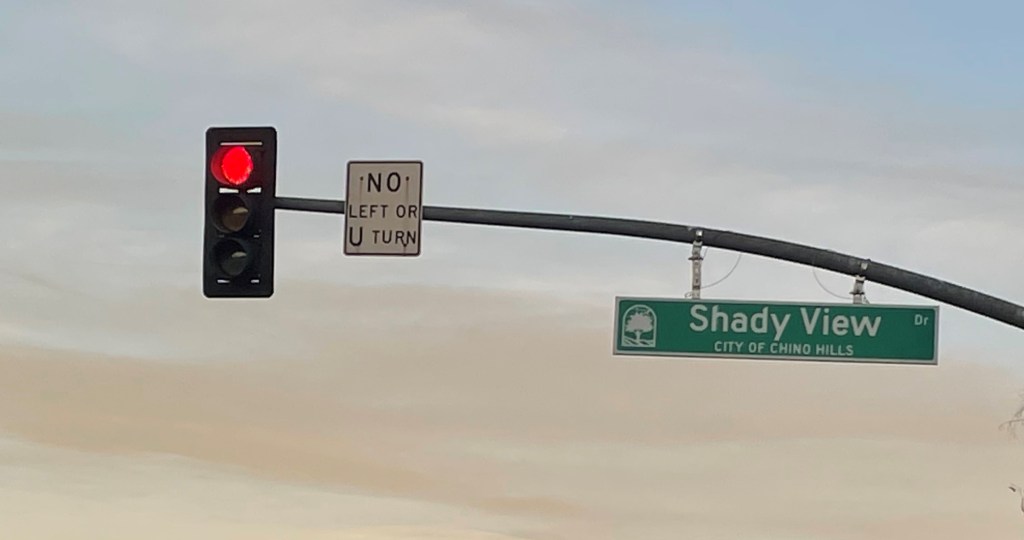 NO
LEFT OR
U TURN
Shady View Dr
CITY OF CHINO HILLS